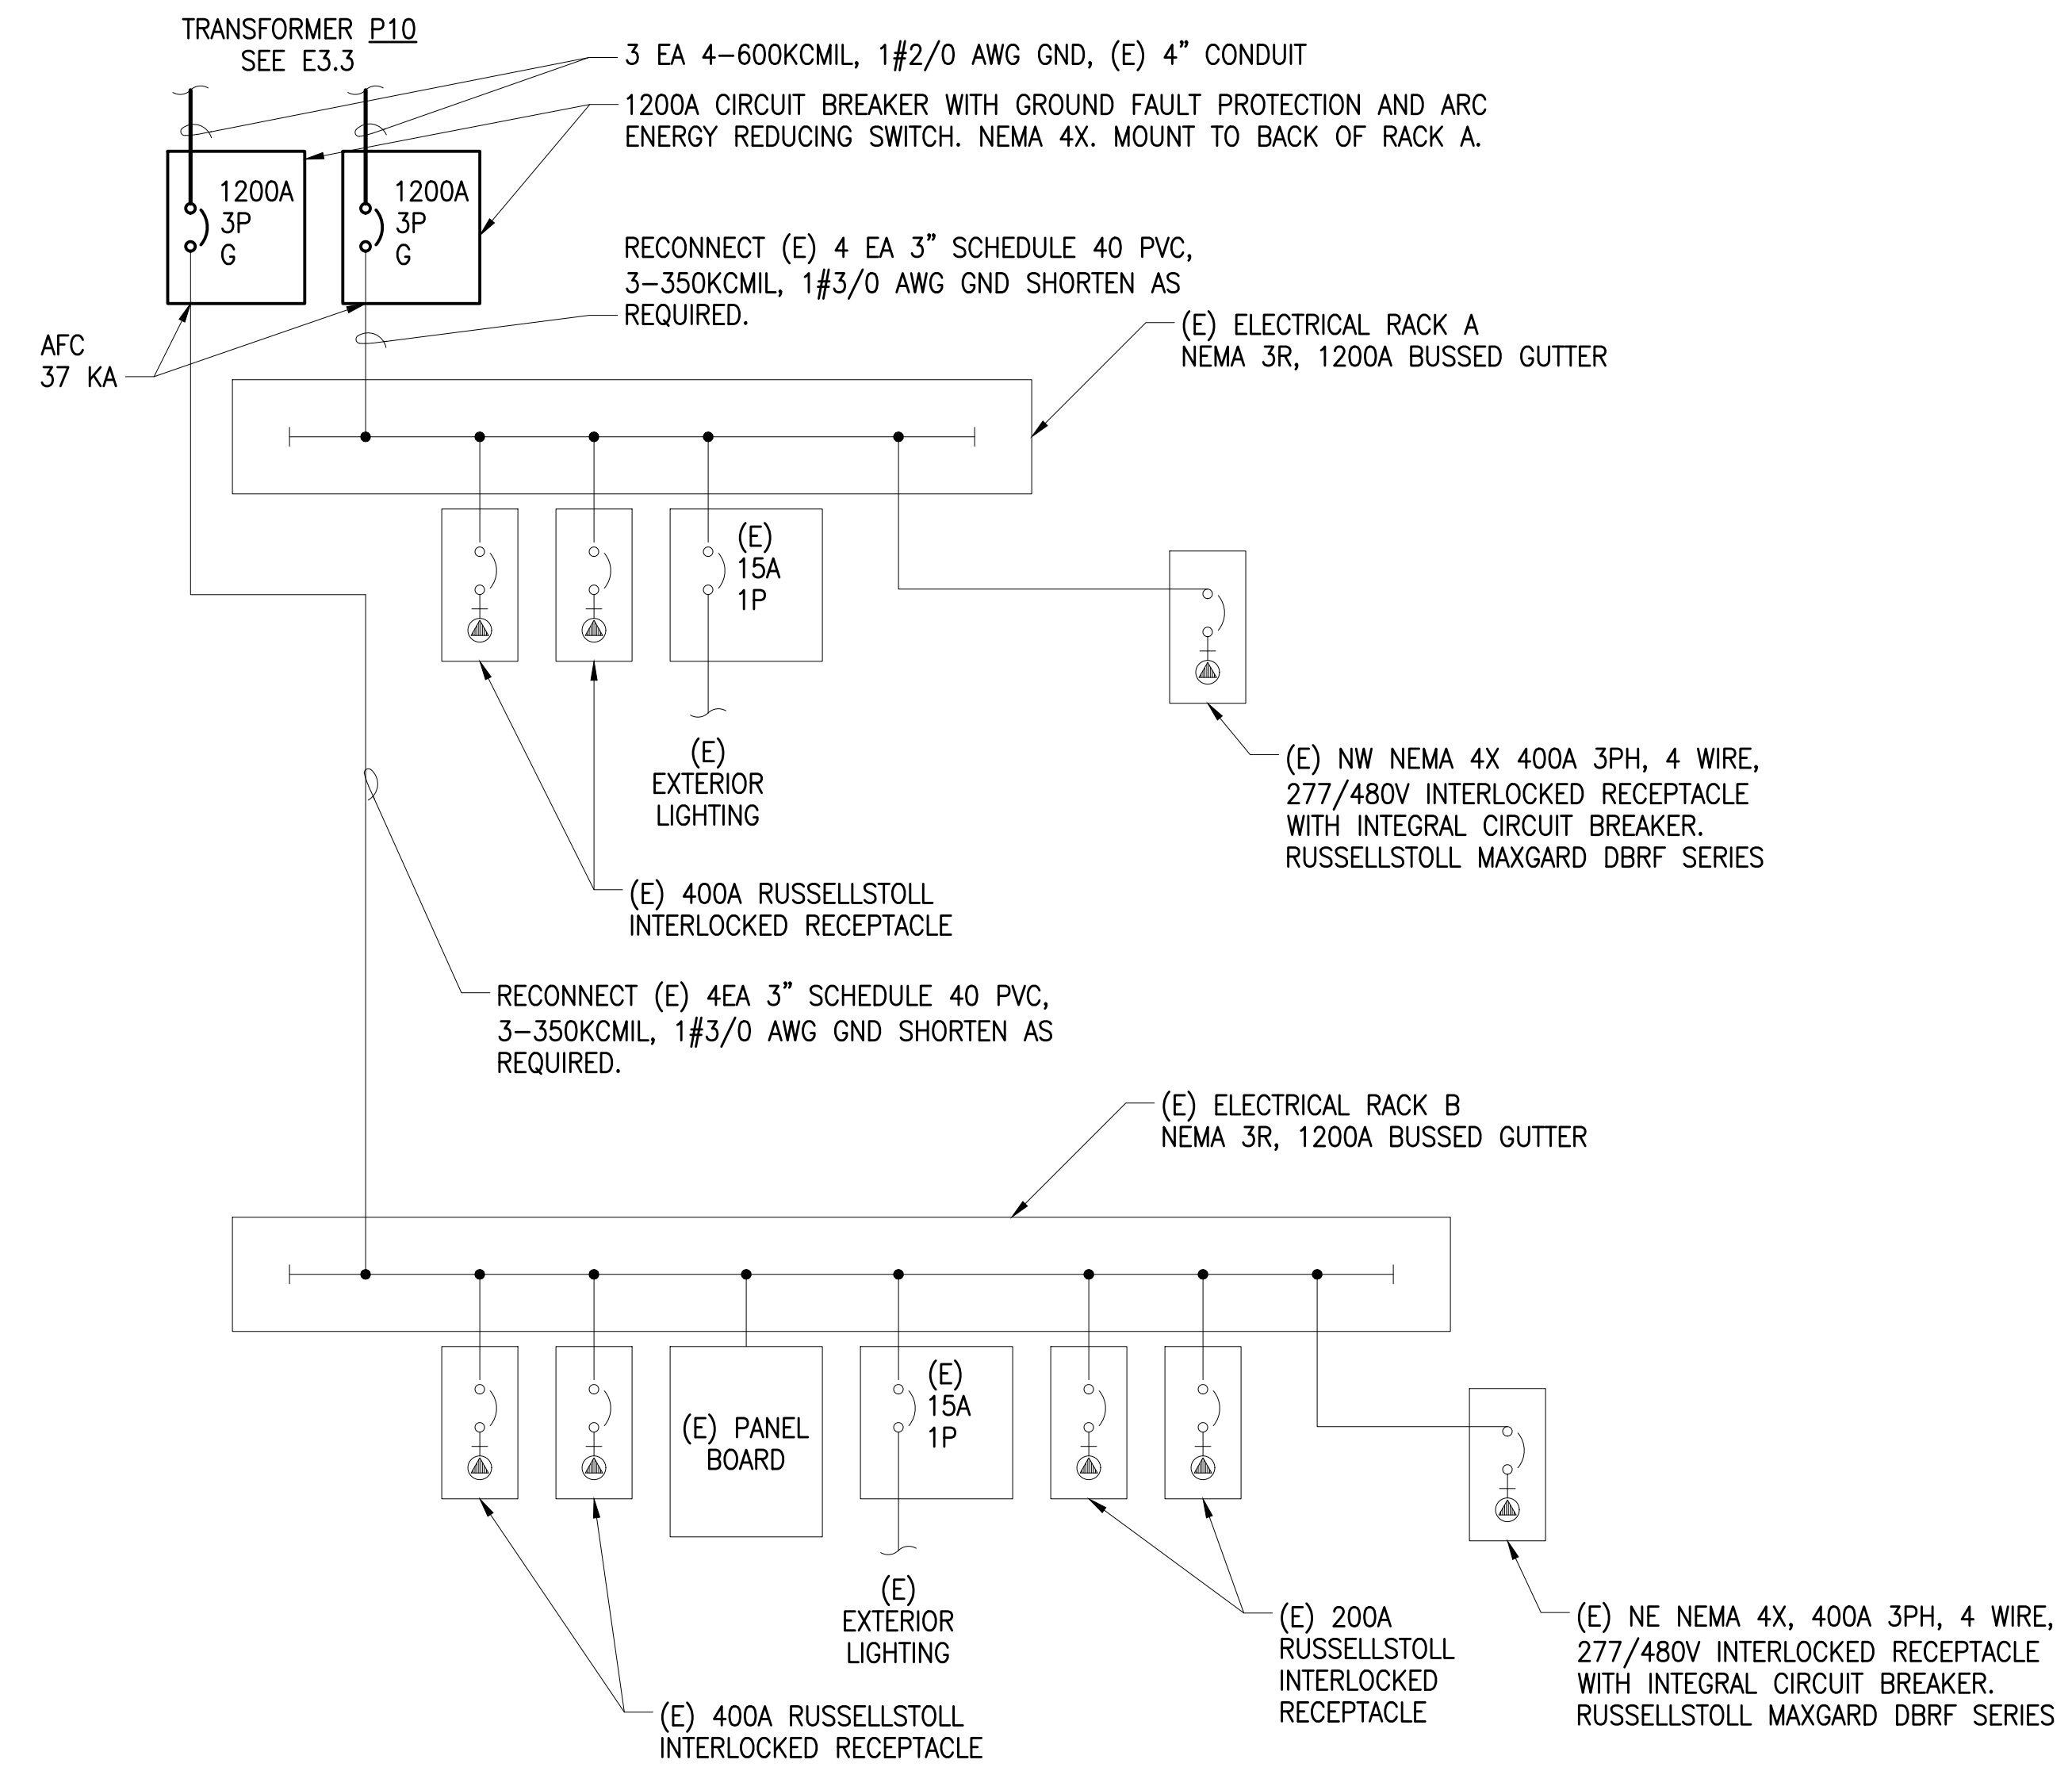 TRANSFORMER P10
SEE E3.3
3 EA 4-600KCMIL, 1#2/0 AWG GND, (E) 4" CONDUIT
1200A CIRCUIT BREAKER WITH GROUND FAULT PROTECTION AND ARC
ENERGY REDUCING SWITCH. NEMA 4X. MOUNT TO BACK OF RACK A.
1200A
3P
G
1200A
3P
G
RECONNECT (E) 4 EA 3" SCHEDULE 40 PVC,
3-350KCMIL, 1#3/0 AWG GND SHORTEN AS
REQUIRED.
AFC
37 KA
(E) ELECTRICAL RACK A
NEMA 3R, 1200A BUSSED GUTTER
(E)
15A
1P
(E)
EXTERIOR
LIGHTING
(E) NW NEMA 4X 400A 3PH, 4 WIRE,
277/480V INTERLOCKED RECEPTACLE
WITH INTEGRAL CIRCUIT BREAKER.
RUSSELLSTOLL MAXGARD DBRF SERIES
(E) 400A RUSSELLSTOLL
INTERLOCKED RECEPTACLE
RECONNECT (E) 4EA 3" SCHEDULE 40 PVC,
3-350KCMIL, 1#3/0 AWG GND SHORTEN AS
REQUIRED.
(E) ELECTRICAL RACK B
NEMA 3R, 1200A BUSSED GUTTER
(E) PANEL
BOARD
(E)
15A
1P
(E)
EXTERIOR
LIGHTING
(E) 400A RUSSELLSTOLL
INTERLOCKED RECEPTACLE
(E) 200A
RUSSELLSTOLL
INTERLOCKED
RECEPTACLE
(E) NE NEMA 4X, 400A 3PH, 4 WIRE,
277/480V INTERLOCKED RECEPTACLE
WITH INTEGRAL CIRCUIT BREAKER.
RUSSELLSTOLL MAXGARD DBRF SERIES